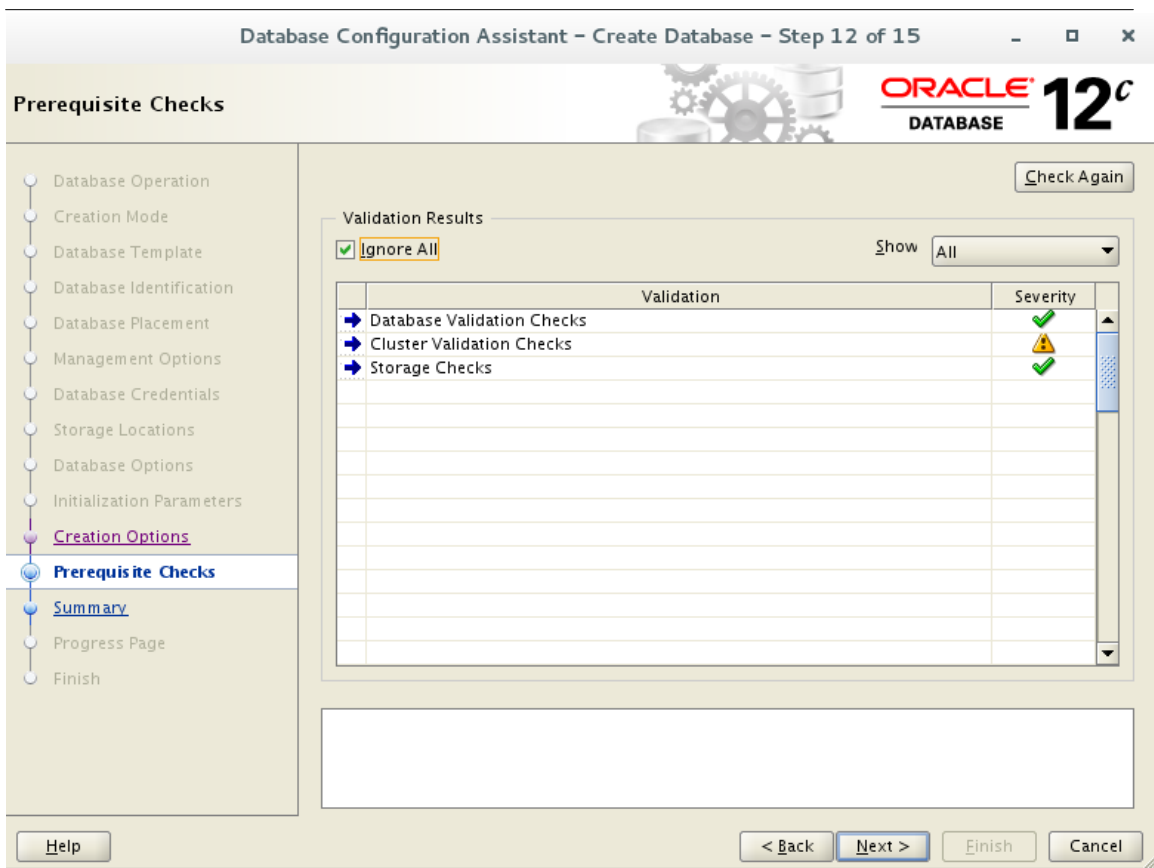 Database Configuration Assistant – Create Database – Step 12 of 15
Prerequisite Checks
ORACLE
DATABASE
12c
Database Operation
Creation Mode
Database Template
Database Identification
Database Placement
Management Options
Database Credentials
Storage Locations
Database Options
Initialization Parameters
Creation Options
Prerequisite Checks
Summary
Progress Page
Finish
Check Again
Validation Results
Ignore All
Show All
Validation Severity
Database Validation Checks
Cluster Validation Checks
Storage Checks
Help < Back Next > Finish Cancel